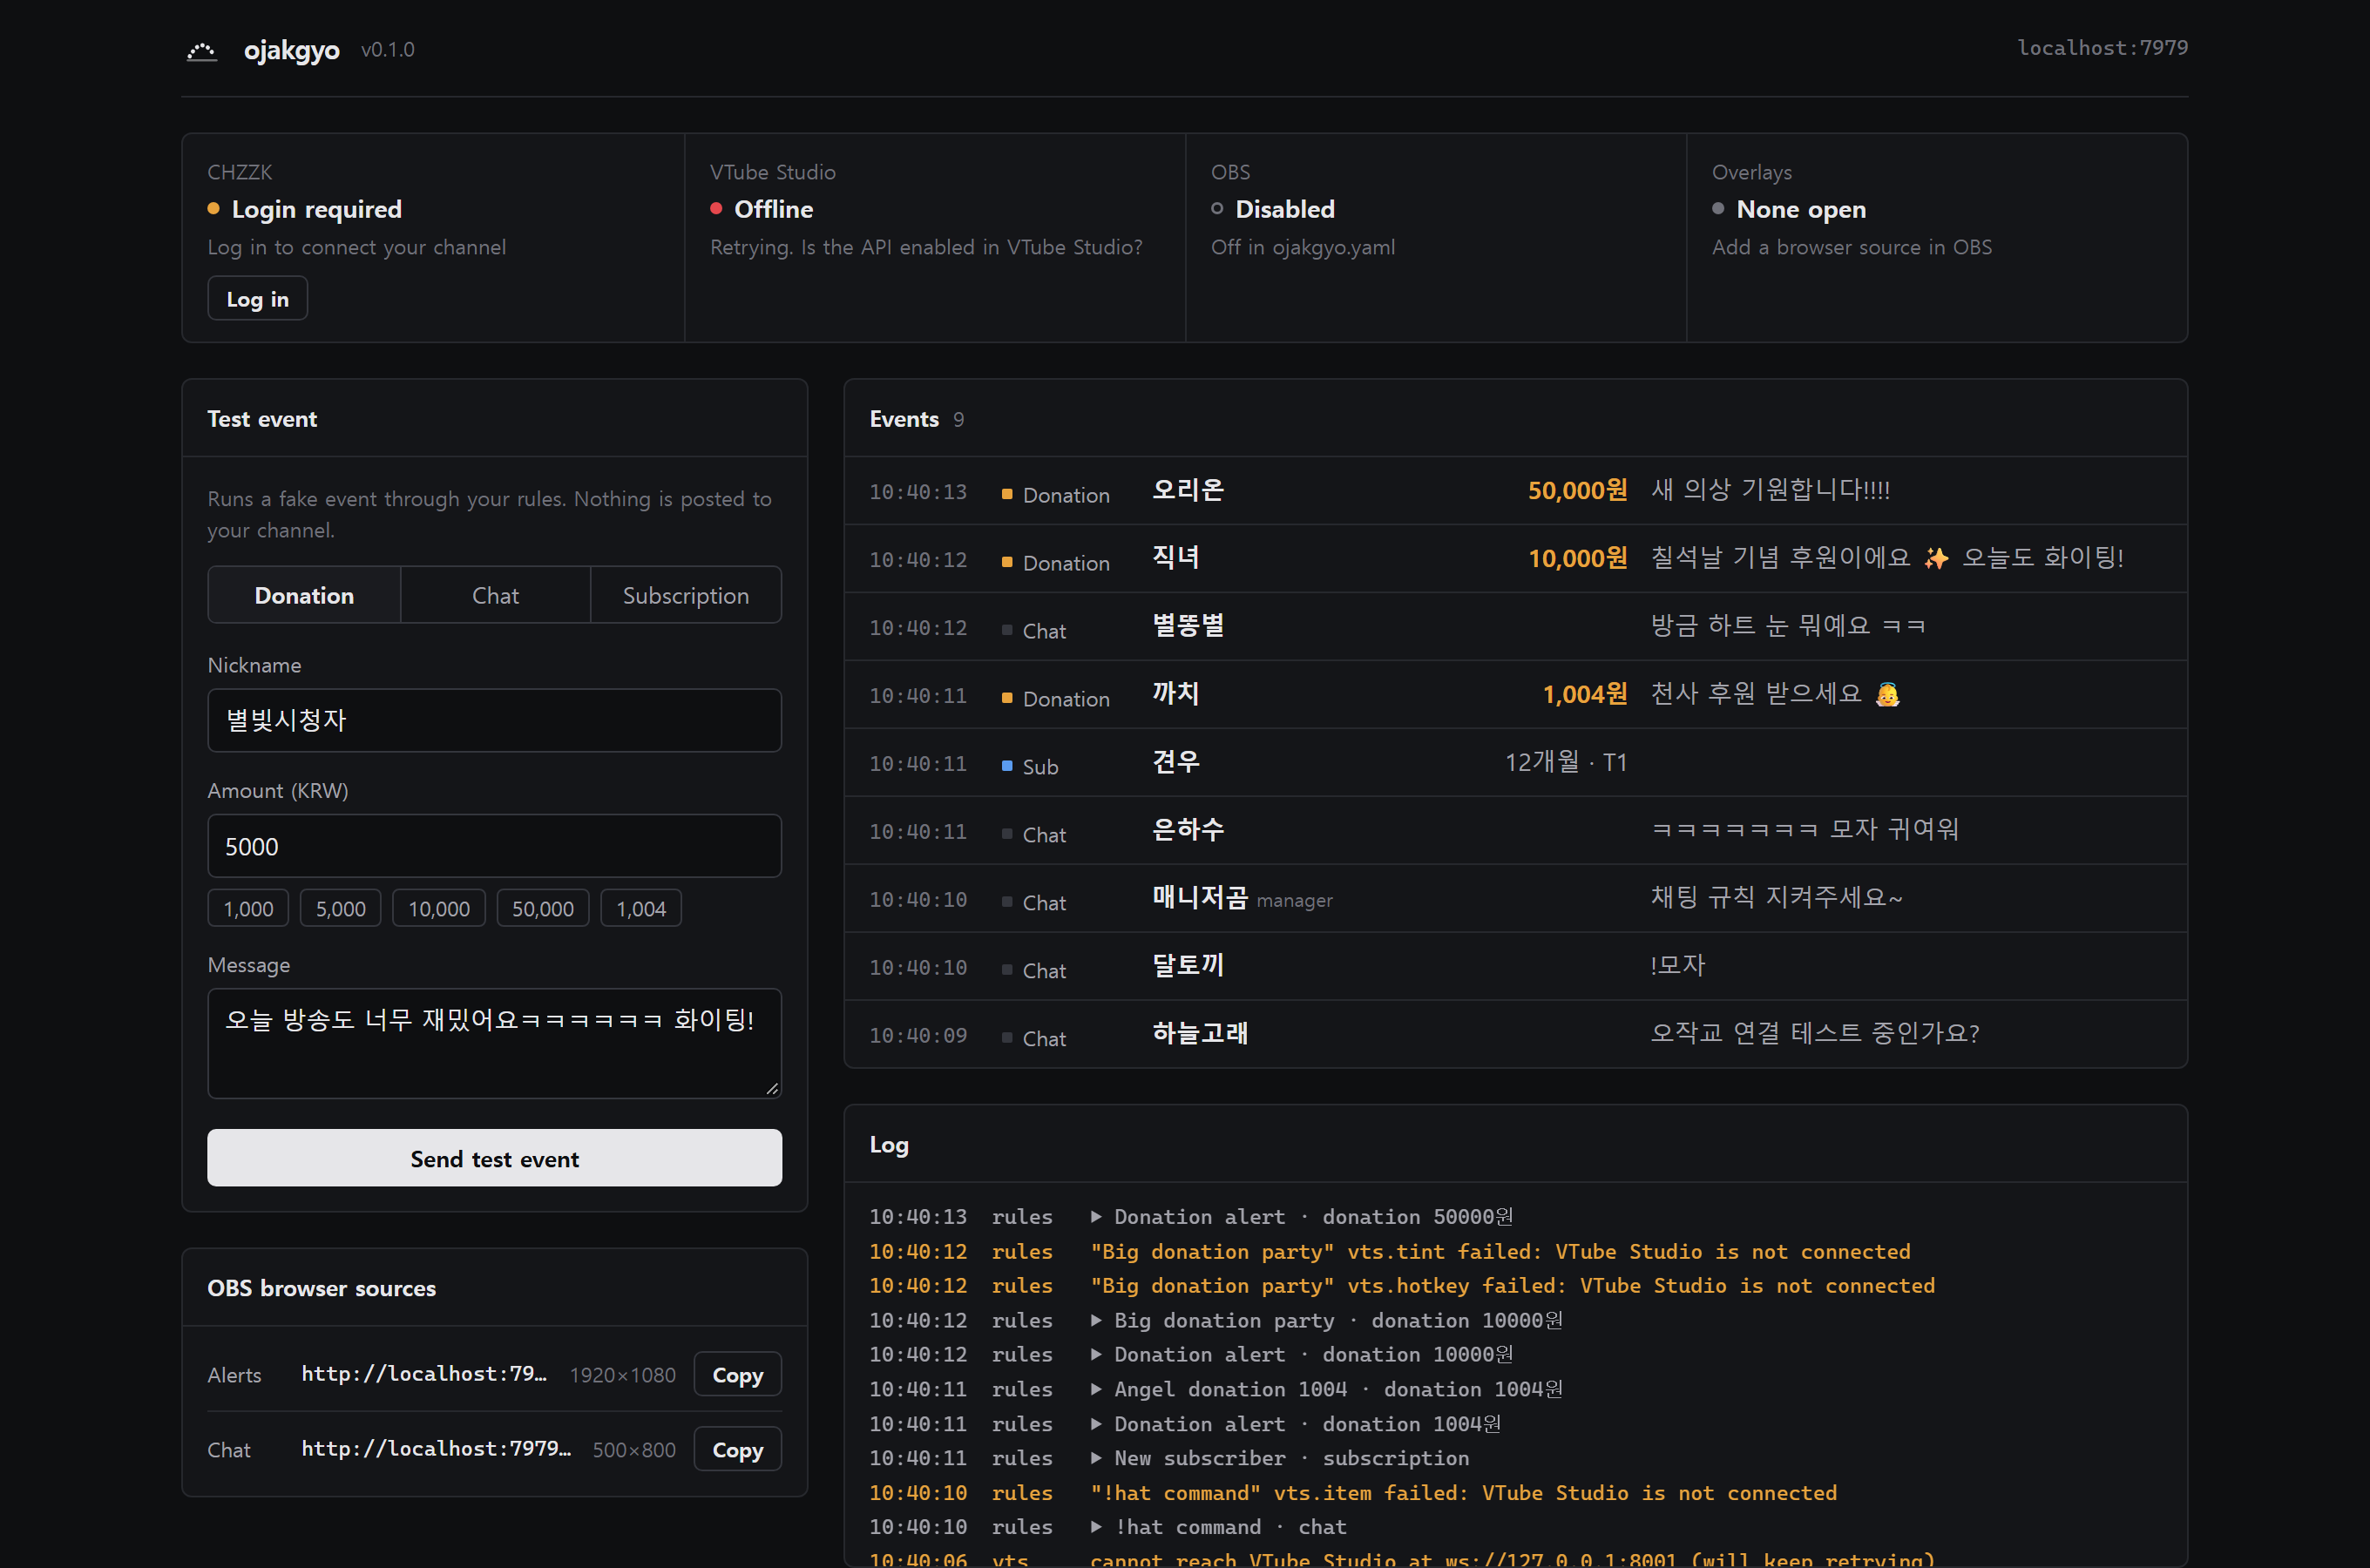 ojakgyo v0.1.0
localhost:7979
CHZZK
Login required
Log in to connect your channel
Log in
VTube Studio
Offline
Retrying. Is the API enabled in VTube Studio?
OBS
Disabled
Off in ojakgyo.yaml
Overlays
None open
Add a browser source in OBS
Test event
Runs a fake event through your rules. Nothing is posted to
your channel.
Donation Chat Subscription
Nickname
별빛시청자
Amount (KRW)
5000
1,000 5,000 10,000 50,000 1,004
Message
오늘 방송도 너무 재밌어요ㅋㅋㅋㅋㅋㅋ 화이팅!
Send test event
OBS browser sources
Alerts http://localhost:79… 1920×1080 Copy
Chat http://localhost:7979… 500×800 Copy
Events 9
10:40:13 Donation 오리온 50,000원 새 의상 기원합니다!!!!
10:40:12 Donation 직녀 10,000원 칠석날 기념 후원이에요 ✨ 오늘도 화이팅!
10:40:12 Chat 별똥별 방금 하트 눈 뭐예요 ㅋㅋ
10:40:11 Donation 까치 1,004원 천사 후원 받으세요 👼
10:40:11 Sub 견우 12개월 · T1
10:40:11 Chat 은하수 ㅋㅋㅋㅋㅋㅋㅋ 모자 귀여워
10:40:10 Chat 매니저곰 manager 채팅 규칙 지켜주세요~
10:40:10 Chat 달토끼 !모자
10:40:09 Chat 하늘고래 오작교 연결 테스트 중인가요?
Log
10:40:13 rules ▶ Donation alert · donation 50000원
10:40:12 rules "Big donation party" vts.tint failed: VTube Studio is not connected
10:40:12 rules "Big donation party" vts.hotkey failed: VTube Studio is not connected
10:40:12 rules ▶ Big donation party · donation 10000원
10:40:12 rules ▶ Donation alert · donation 10000원
10:40:11 rules ▶ Angel donation 1004 · donation 1004원
10:40:11 rules ▶ Donation alert · donation 1004원
10:40:11 rules ▶ New subscriber · subscription
10:40:10 rules "!hat command" vts.item failed: VTube Studio is not connected
10:40:10 rules ▶ !hat command · chat
10:40:06 vts cannot reach VTube Studio at ws://127.0.0.1:8001 (will keep retrying)